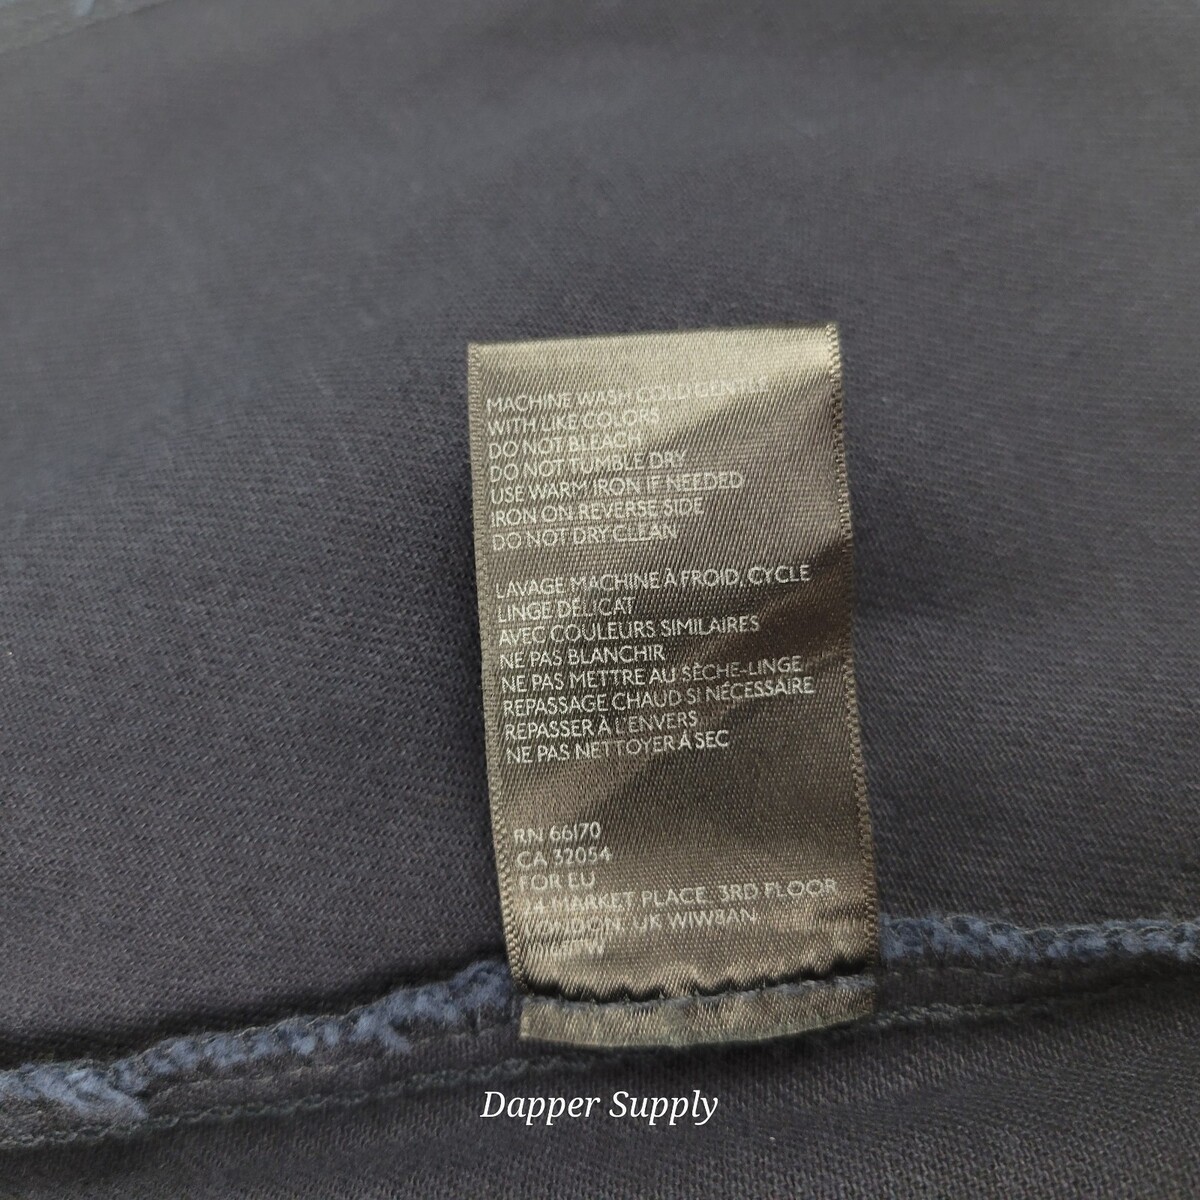 MACHINE WASH COLD GENTLY
WITH LIKE COLORS
DO NOT BLEACH
DO NOT TUMBLE DRY
USE WARM IRON IF NEEDED
IRON ON REVERSE SIDE
DO NOT DRY CLEAN
LAVAGE MACHINE À FROID, CYCLE
LINGE DÉLICAT
AVEC COULEURS SIMILAIRES
NE PAS BLANCHIR
NE PAS METTRE AU SÈCHE-LINGE
REPASSAGE CHAUD SI NÉCESSAIRE
REPASSER À L'ENVERS
NE PAS NETTOYER À SEC
RN 66170
CA 32054
FOR EU
MARKET PLACE, 3RD FLOOR
LONDON, UK W1W8AN
Dapper Supply